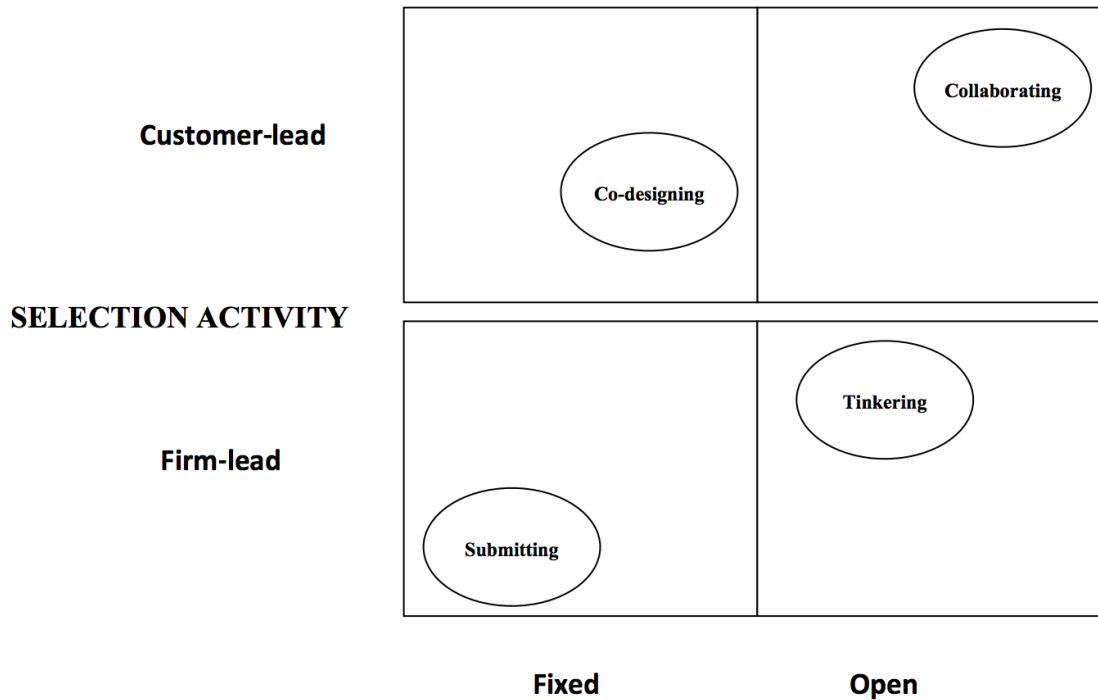 Collaborating
Customer-lead
Co-designing
SELECTION ACTIVITY
Tinkering
Firm-lead
Submitting
Fixed Open